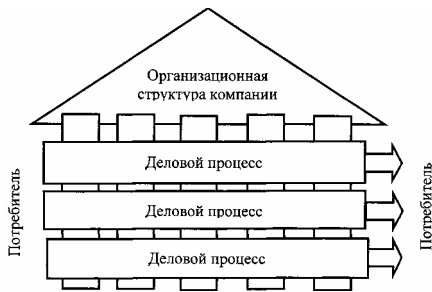 Организационная
структура компании
Потребитель
Деловой процесс
Деловой процесс
Деловой процесс
Потребитель